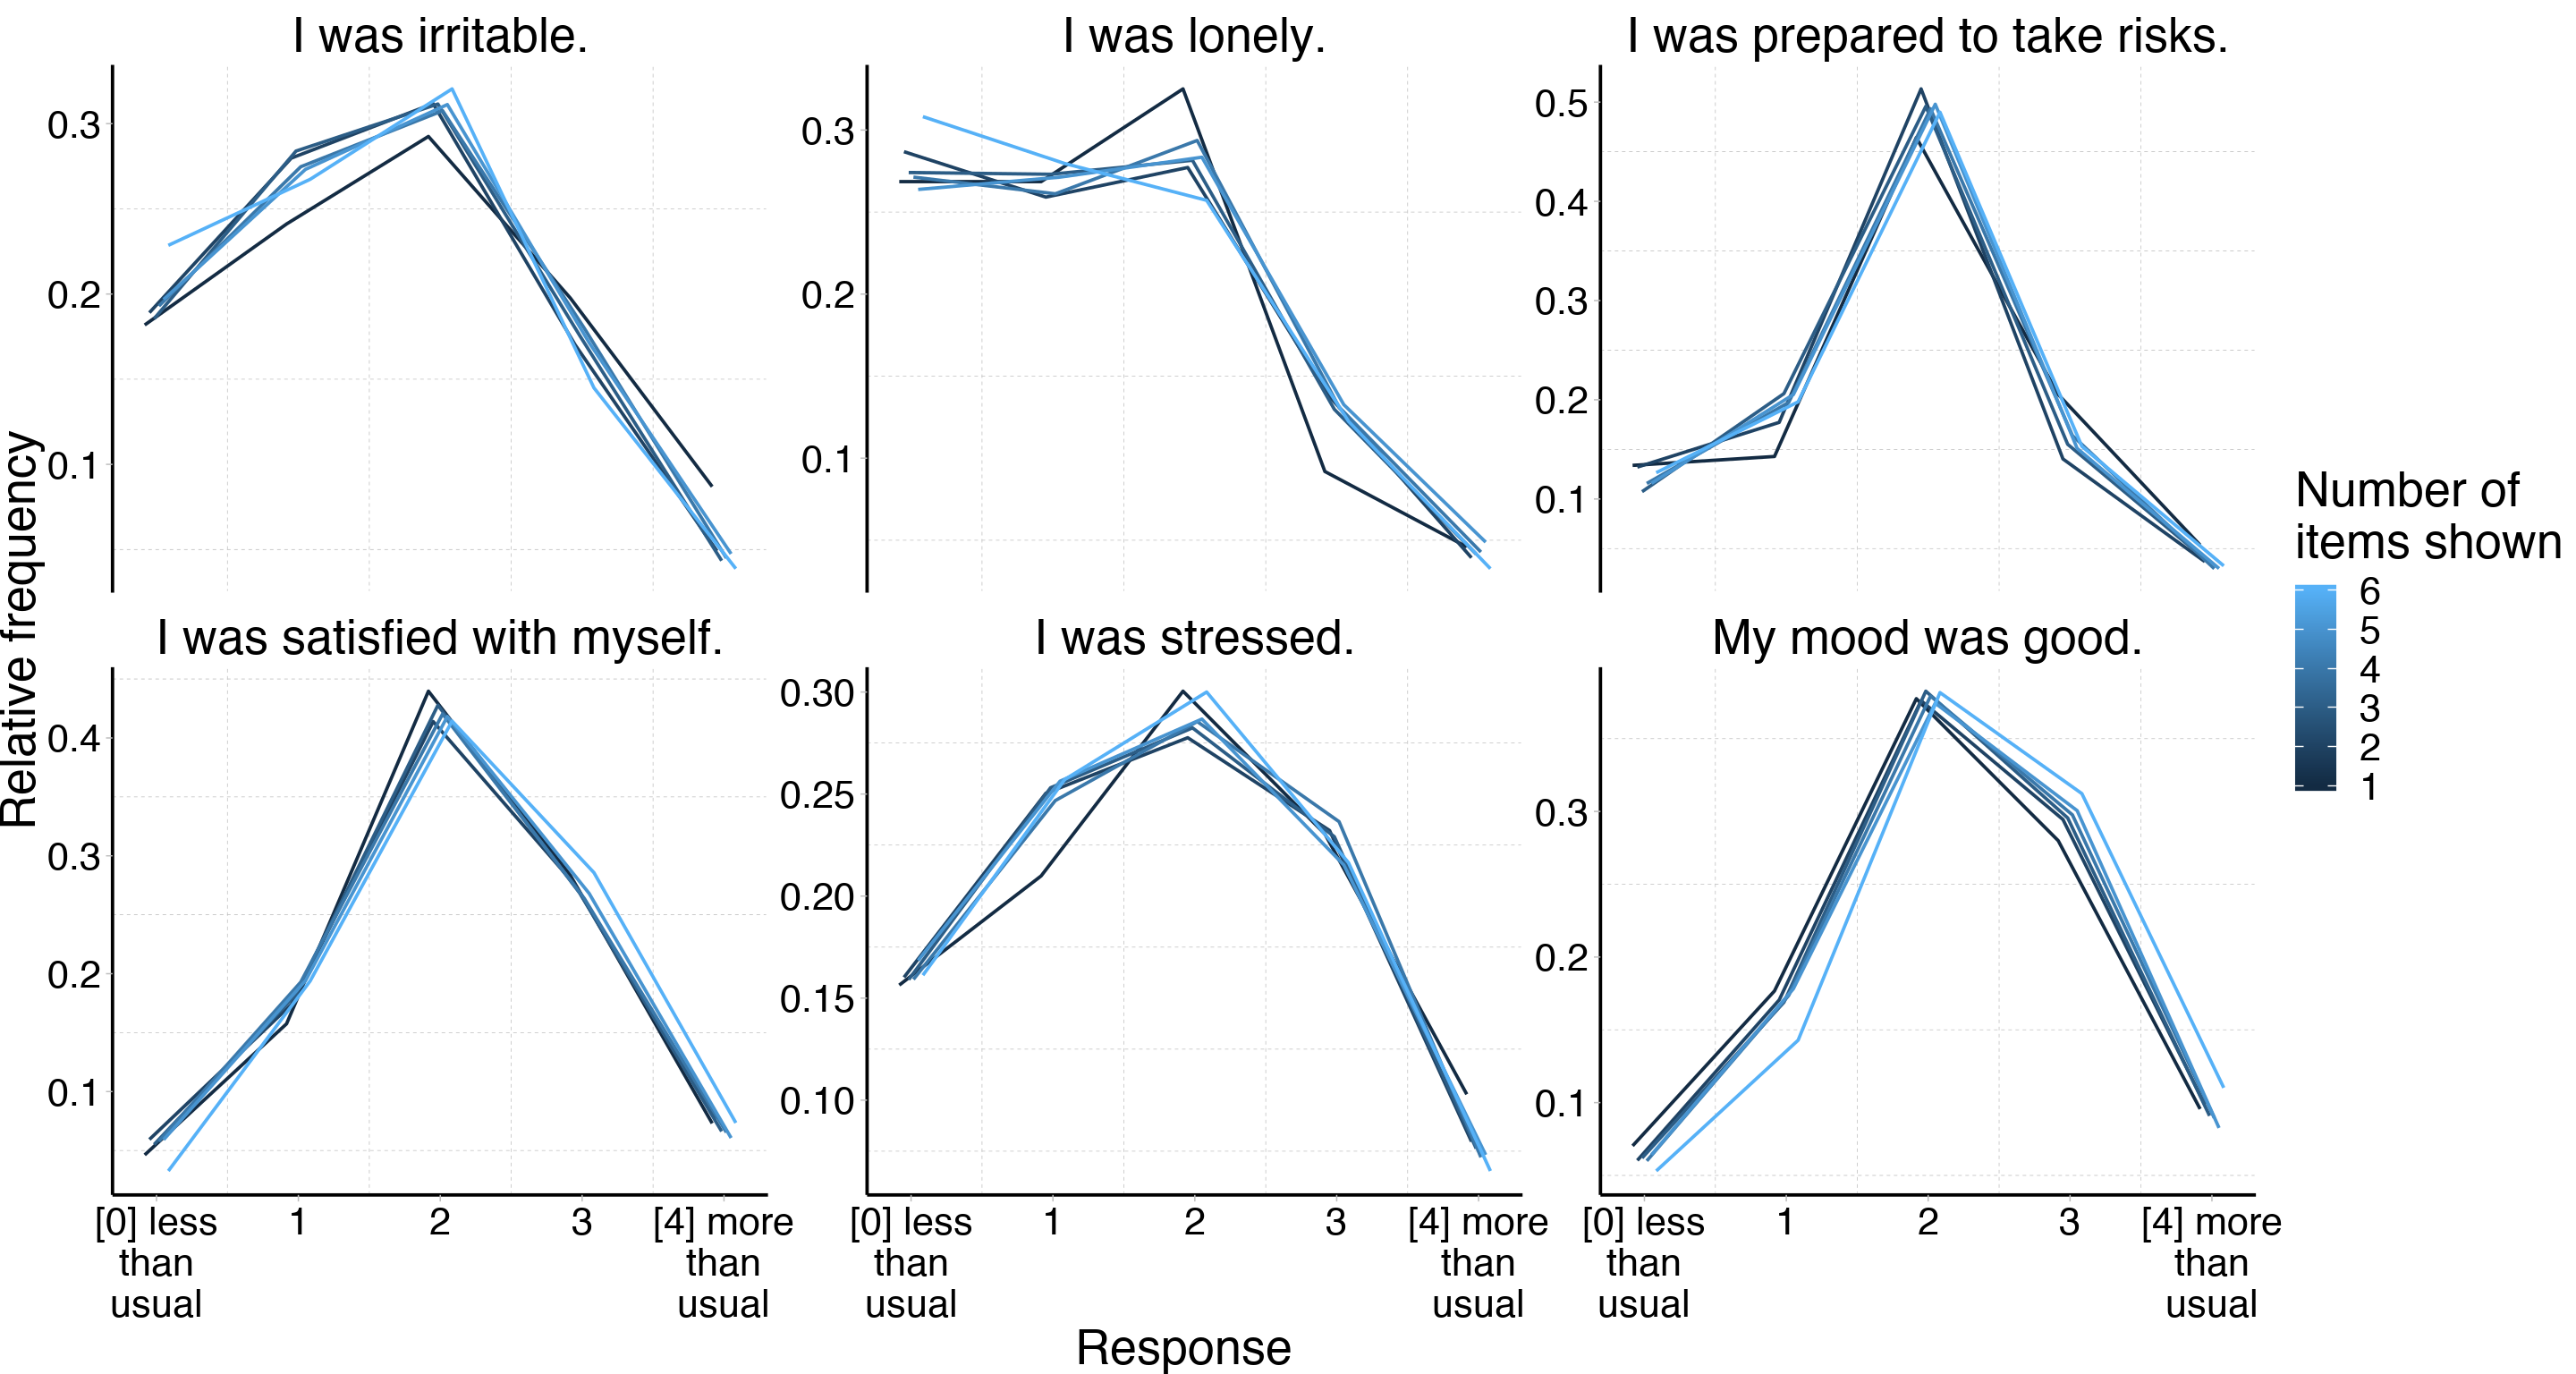 I was irritable.
I was lonely.
I was prepared to take risks.
0.3
0.2
0.1
0.3
0.2
0.1
0.5
0.4
0.3
0.2
0.1
Relative frequency
I was satisfied with myself.
I was stressed.
My mood was good.
0.4
0.3
0.2
0.1
0.30
0.25
0.20
0.15
0.10
0.3
0.2
0.1
[0] less
than
usual
1
2
3
[4] more
than
usual
[0] less
than
usual
1
2
3
[4] more
than
usual
[0] less
than
usual
1
2
3
[4] more
than
usual
Response
Number of
items shown
6
5
4
3
2
1